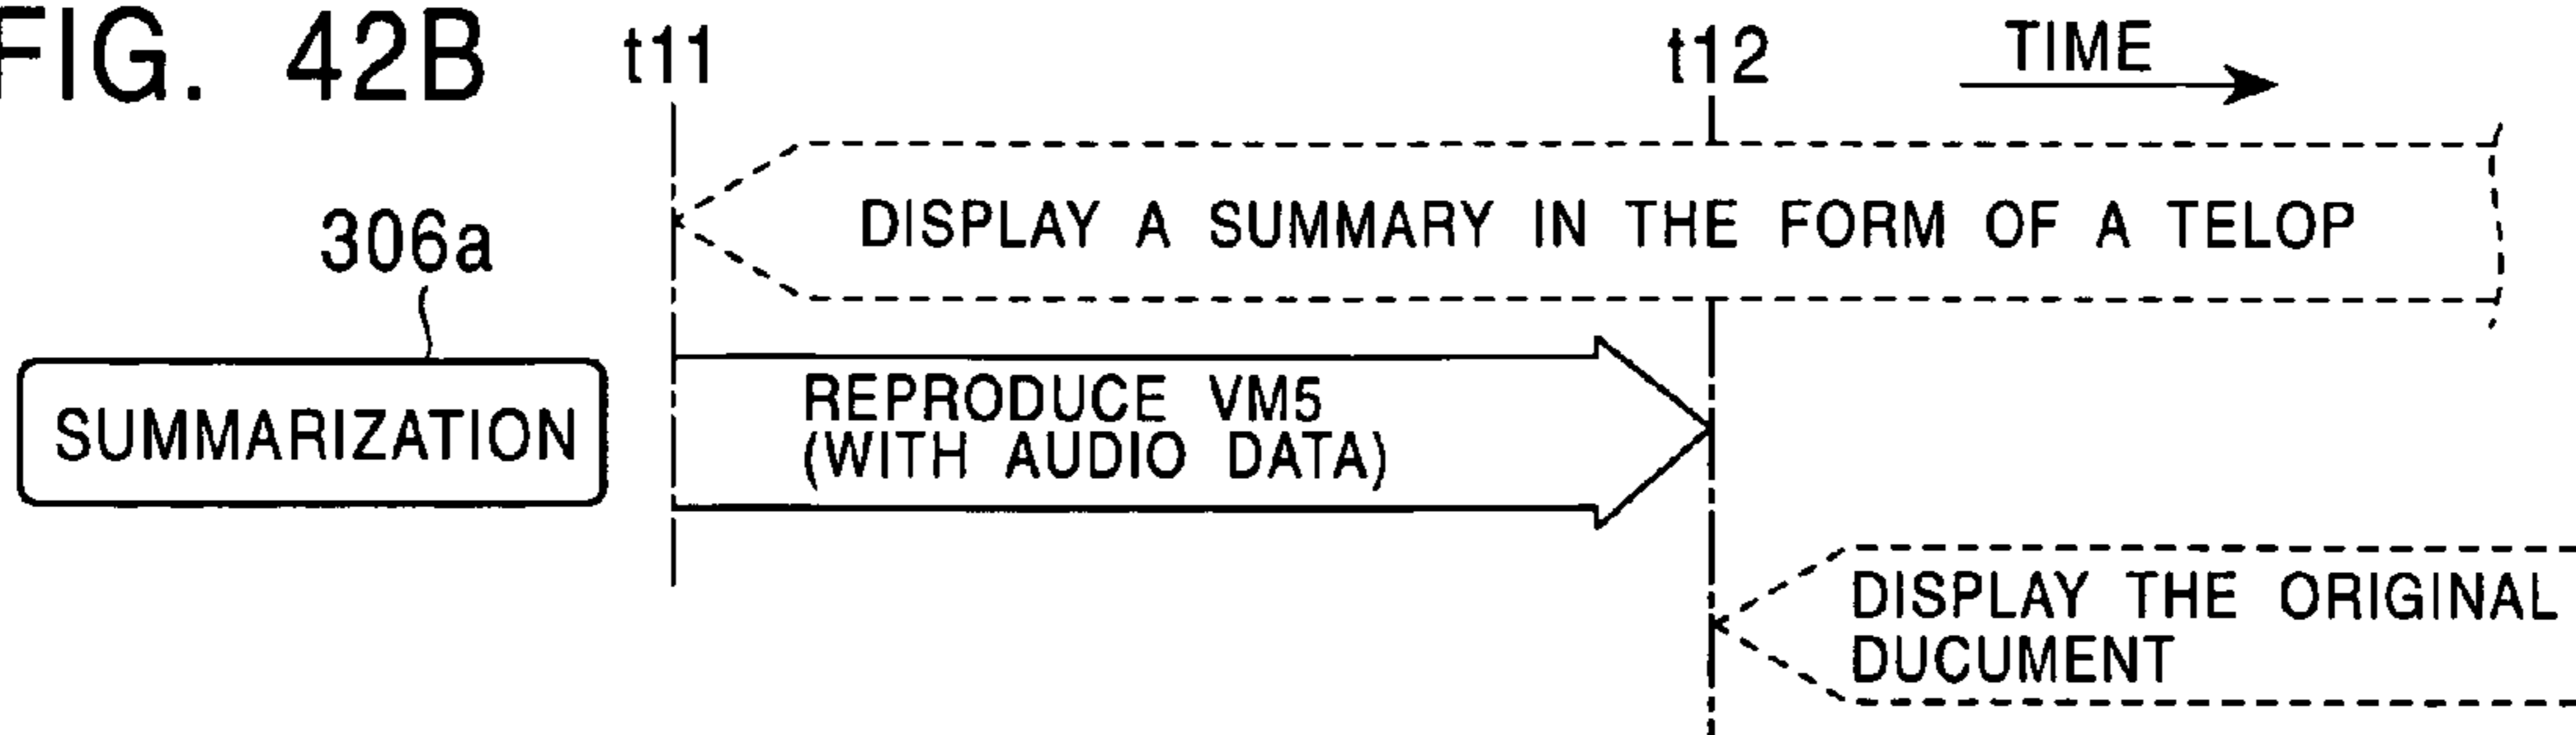 FIG. 42B
t11
t12
TIME
DISPLAY A SUMMARY IN THE FORM OF A TELOP
306a
SUMMARIZATION
REPRODUCE VM5
(WITH AUDIO DATA)
DISPLAY THE ORIGINAL
DUCUMENT